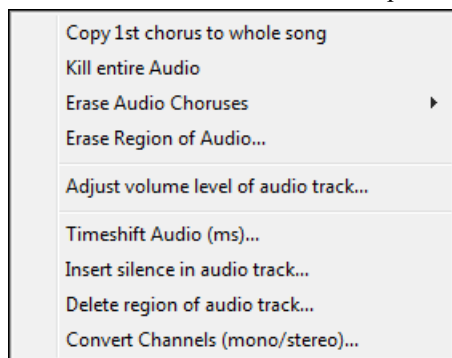 Copy 1st chorus to whole song
Kill entire Audio
Erase Audio Choruses
Erase Region of Audio...
Adjust volume level of audio track...
Timeshift Audio (ms)...
Insert silence in audio track...
Delete region of audio track...
Convert Channels (mono/stereo)...